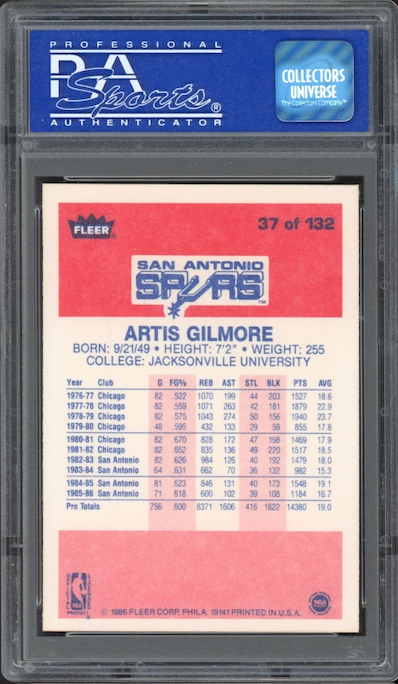 PROFESSIONAL
PSA
Sports®
AUTHENTICATOR
COLLECTORS
UNIVERSE
The Collectors Company™
FLEER®
37 of 132
SAN ANTONIO
SPURS™
ARTIS GILMORE
BORN: 9/21/49 • HEIGHT: 7'2" • WEIGHT: 255
COLLEGE: JACKSONVILLE UNIVERSITY
Year Club G FG% REB AST STL BLK PTS AVG
1976-77 Chicago 82 .522 1070 199 44 203 1527 18.6
1977-78 Chicago 82 .559 1071 263 42 181 1879 22.9
1978-79 Chicago 82 .575 1043 274 50 156 1940 23.7
1979-80 Chicago 48 .595 432 133 29 59 855 17.8
1980-81 Chicago 82 .670 828 172 47 198 1469 17.9
1981-82 Chicago 82 .652 835 136 49 220 1517 18.5
1982-83 San Antonio 82 .626 984 126 40 192 1479 18.0
1983-84 San Antonio 64 .631 662 70 36 132 982 15.3
1984-85 San Antonio 81 .623 846 131 40 173 1548 19.1
1985-86 San Antonio 71 .618 600 102 39 108 1184 16.7
Pro Totals 756 .600 8371 1606 416 1622 14380 19.0
NBA
© 1986 FLEER CORP. PHILA. 19141 PRINTED IN U.S.A.